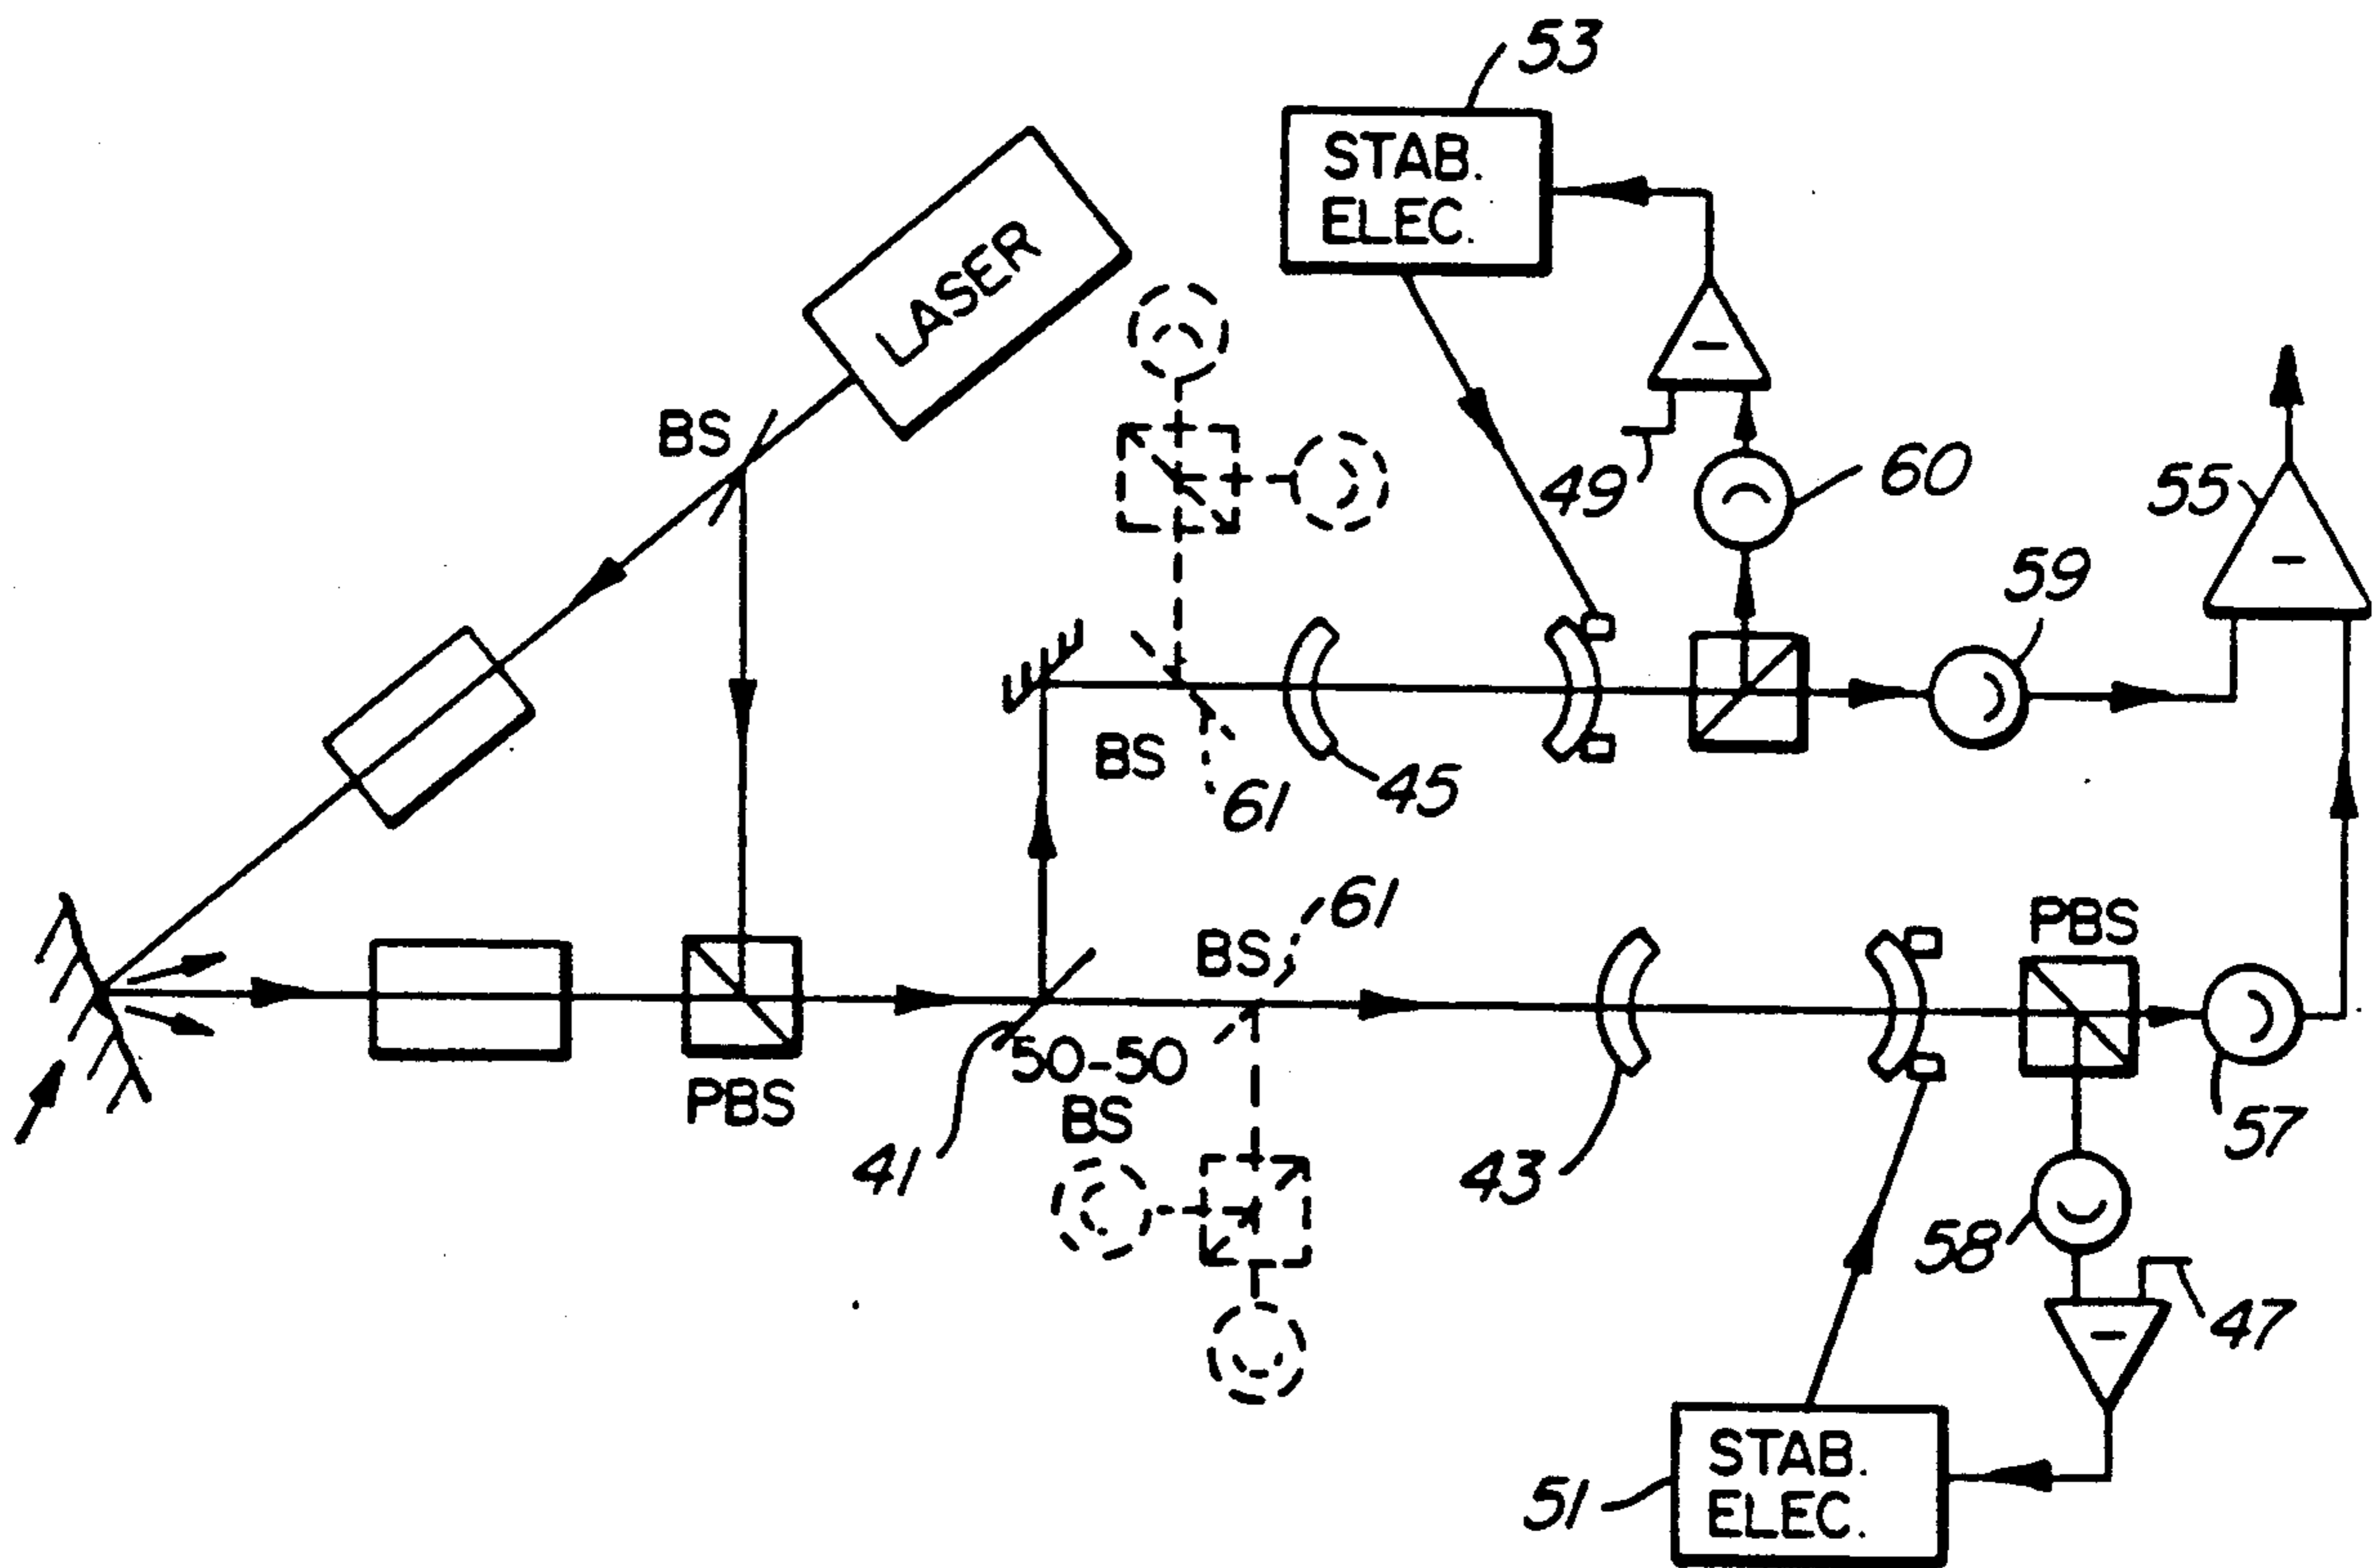 53
STAB.
ELEC.
LASER
BS
49
60
55
59
BS
61
45
BS
61
PBS
PBS
50-50
BS
41
43
57
58
47
51
STAB.
ELEC.